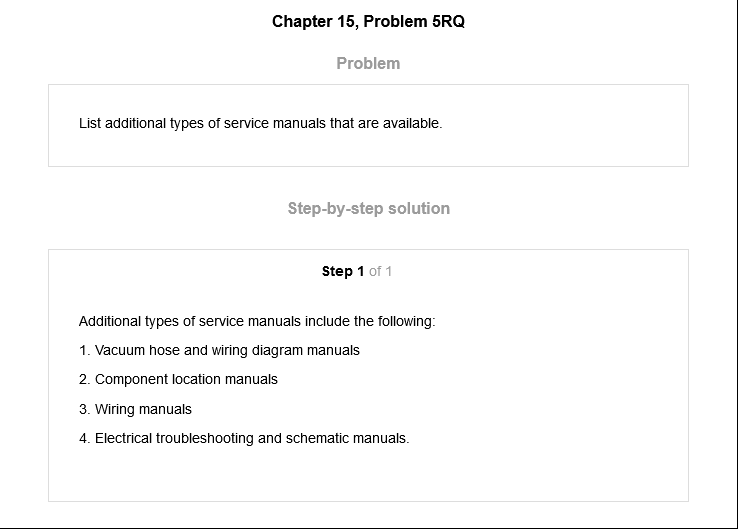 Chapter 15, Problem 5RQ
Problem
List additional types of service manuals that are available.
Step-by-step solution
Step 1 of 1
Additional types of service manuals include the following:
1. Vacuum hose and wiring diagram manuals
2. Component location manuals
3. Wiring manuals
4. Electrical troubleshooting and schematic manuals.